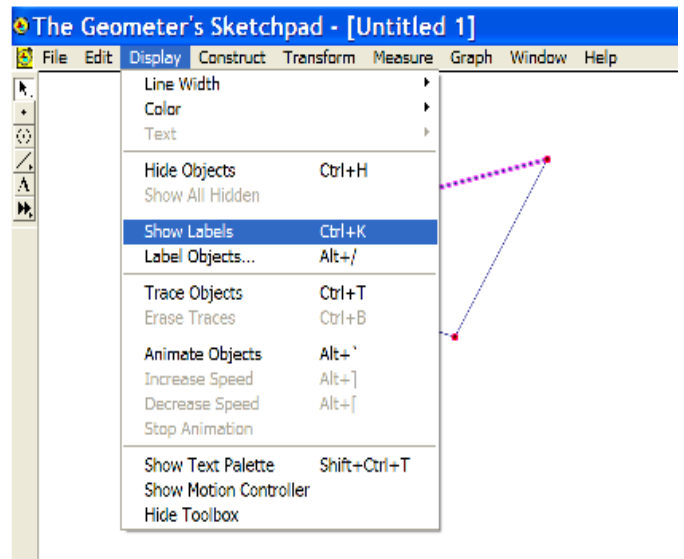 The Geometer's Sketchpad - [Untitled 1]
File Edit Display Construct Transform Measure Graph Window Help
Line Width
Color
Text
Hide Objects Ctrl+H
Show All Hidden
Show Labels Ctrl+K
Label Objects... Alt+/
Trace Objects Ctrl+T
Erase Traces Ctrl+B
Animate Objects Alt+`
Increase Speed Alt+]
Decrease Speed Alt+[
Stop Animation
Show Text Palette Shift+Ctrl+T
Show Motion Controller
Hide Toolbox
A